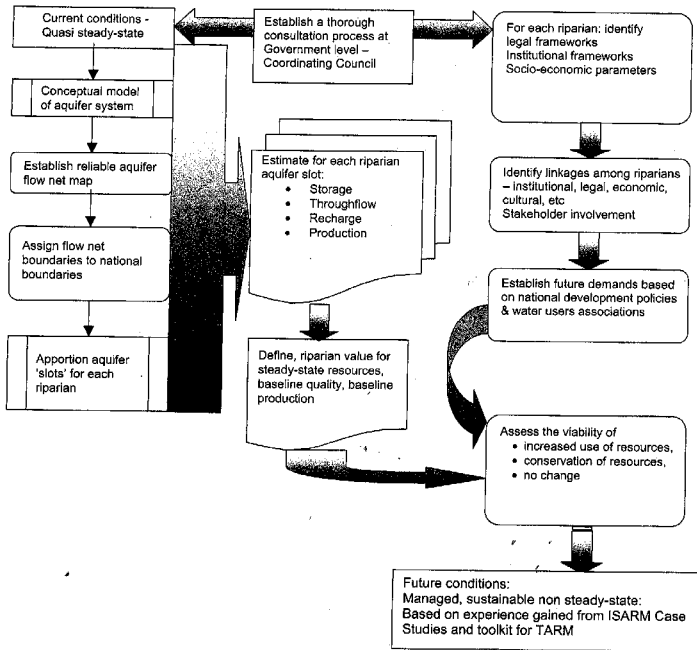 Current conditions -
Quasi steady-state
Conceptual model
of aquifer system
Establish reliable aquifer
flow net map
Assign flow net
boundaries to national
boundaries
Apportion aquifer
'slots' for each
riparian
Establish a thorough
consultation process at
Government level –
Coordinating Council
Estimate for each riparian
aquifer slot:
• Storage
• Throughflow
• Recharge
• Production
Define, riparian value for
steady-state resources,
baseline quality, baseline
production
For each riparian: identify
legal frameworks
Institutional frameworks
Socio-economic parameters
Identify linkages among riparians
– institutional, legal, economic,
cultural, etc
Stakeholder involvement
Establish future demands based
on national development policies
& water users associations
Assess the viability of
• increased use of resources,
• conservation of resources,
• no change
Future conditions:
Managed, sustainable non steady-state:
Based on experience gained from ISARM Case
Studies and toolkit for TARM